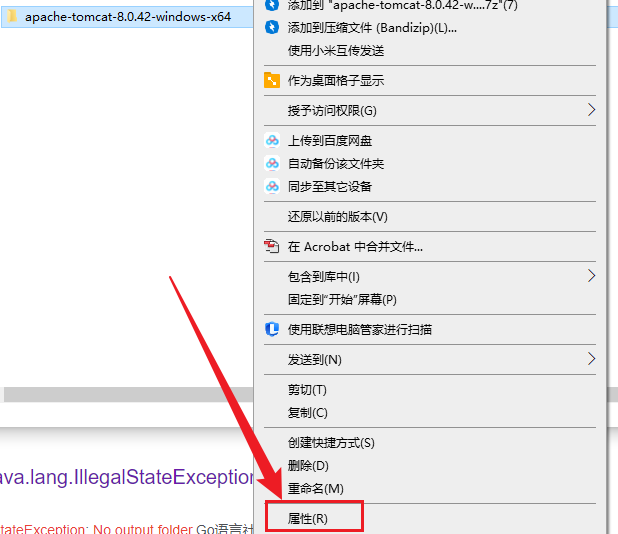 apache-tomcat-8.0.42-windows-x64
添加到 "apache-tomcat-8.0.42-w....7z"(7)
添加到压缩文件 (Bandizip)(L)...
使用小米互传发送
作为桌面格子显示
授予访问权限(G)
上传到百度网盘
自动备份该文件夹
同步至其它设备
还原以前的版本(V)
在 Acrobat 中合并文件...
包含到库中(I)
固定到"开始"屏幕(P)
使用联想电脑管家进行扫描
发送到(N)
剪切(T)
复制(C)
创建快捷方式(S)
删除(D)
重命名(M)
属性(R)
ava.lang.IllegalStateException
StateException: No output folder Go语言社